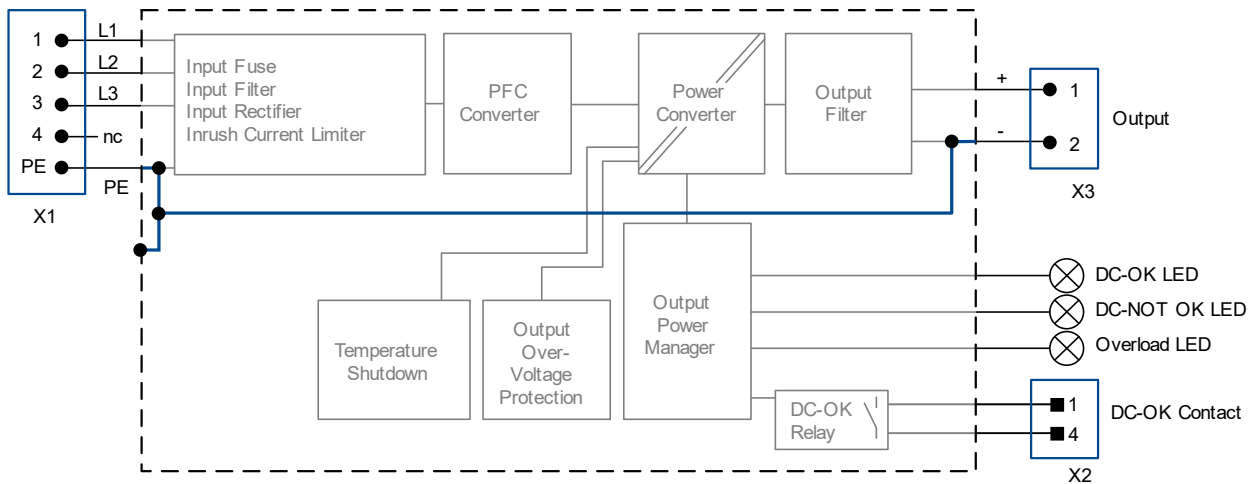 1
L1
2
L2
3
L3
4
nc
PE
PE
X1
Input Fuse
Input Filter
Input Rectifier
Inrush Current Limiter
PFC
Converter
Power
Converter
Output
Filter
+
1
-
2
Output
X3
Temperature
Shutdown
Output
Over-
Voltage
Protection
Output
Power
Manager
DC-OK LED
DC-NOT OK LED
Overload LED
DC-OK
Relay
1
4
DC-OK Contact
X2